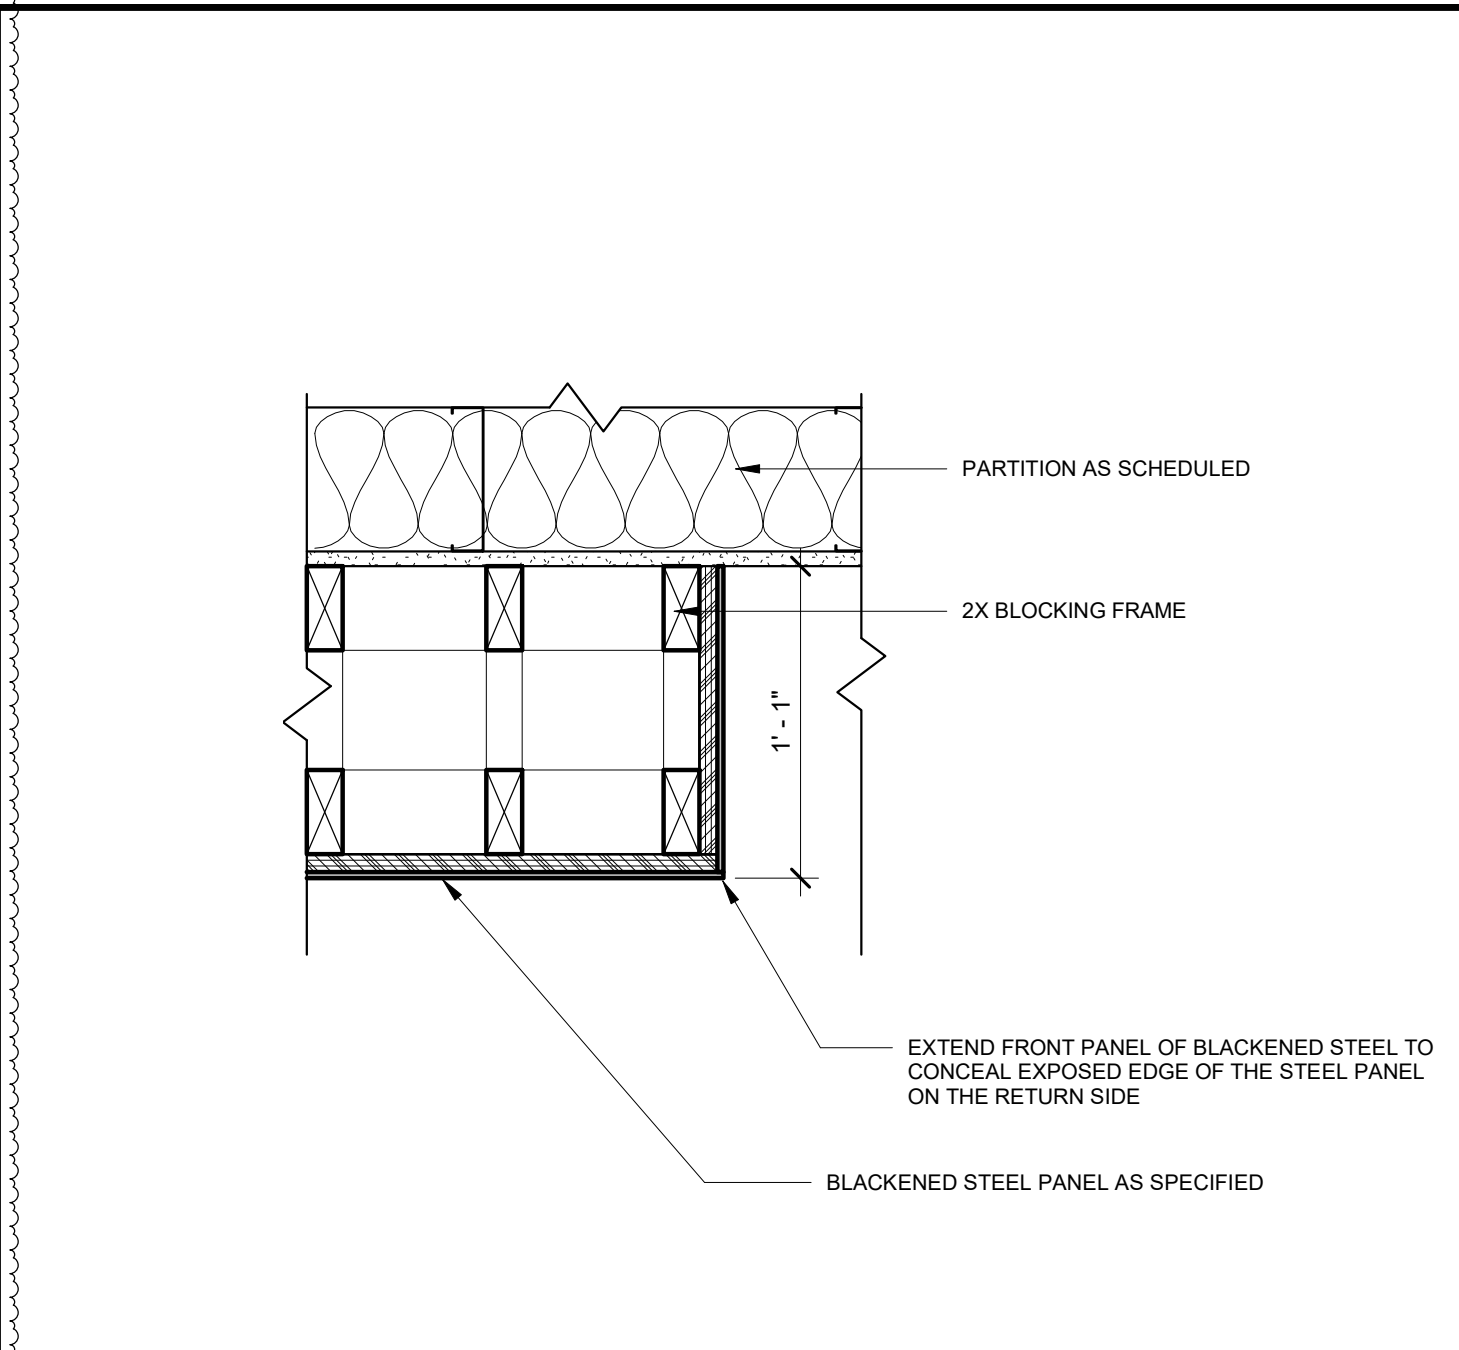 PARTITION AS SCHEDULED
2X BLOCKING FRAME
1' - 1"
EXTEND FRONT PANEL OF BLACKENED STEEL TO
CONCEAL EXPOSED EDGE OF THE STEEL PANEL
ON THE RETURN SIDE
BLACKENED STEEL PANEL AS SPECIFIED